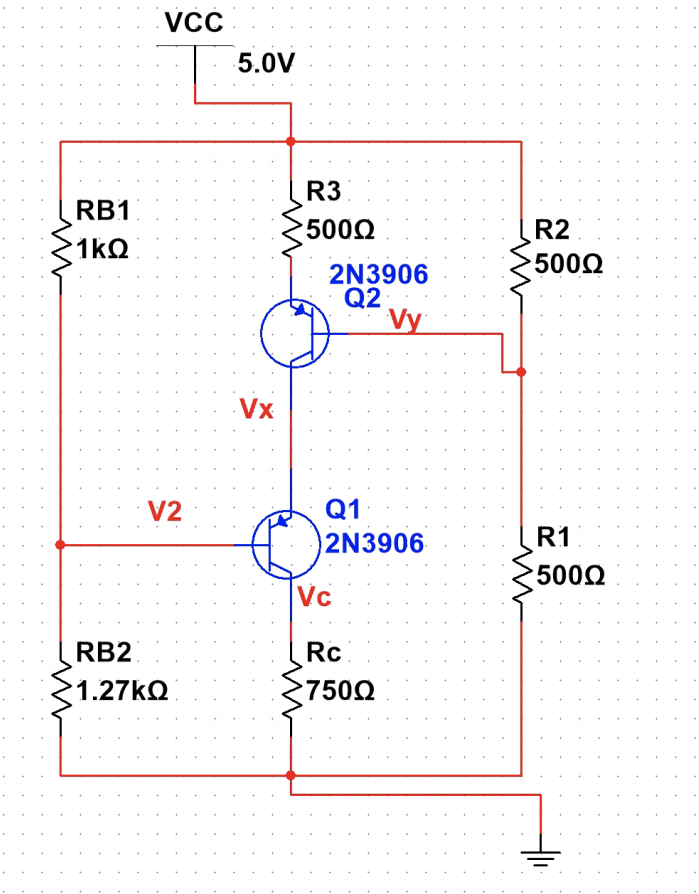 VCC
5.0V
RB1
1kΩ
R3
500Ω
R2
500Ω
2N3906
Q2
Vy
Vx
V2
Q1
2N3906
Vc
R1
500Ω
RB2
1.27kΩ
Rc
750Ω